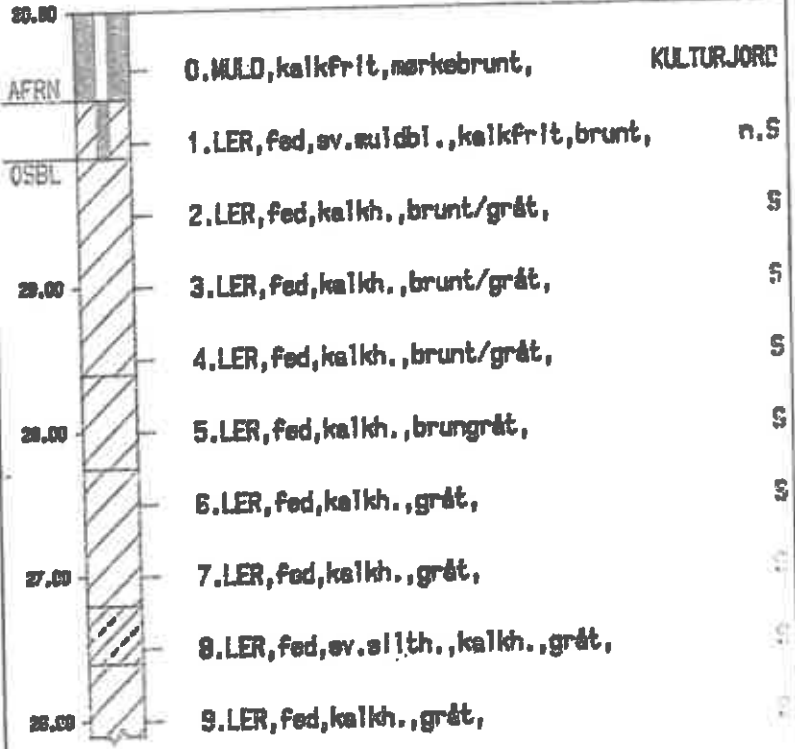 0.MULD,kalkfrit,mørkebrunt, KULTURJORD
AFRN
1.LER,fed,sv.muldbl.,kalkfrit,brunt, n.S
OSBL
2.LER,fed,kalkh.,brunt/gråt, S
29.00 3.LER,fed,kalkh.,brunt/gråt, S
4.LER,fed,kalkh.,brunt/gråt, S
28.00 5.LER,fed,kalkh.,brungråt, S
6.LER,fed,kalkh.,gråt, S
27.00 7.LER,fed,kalkh.,gråt, S
8.LER,fed,sv.silth.,kalkh.,gråt, S
26.00 9.LER,fed,kalkh.,gråt,